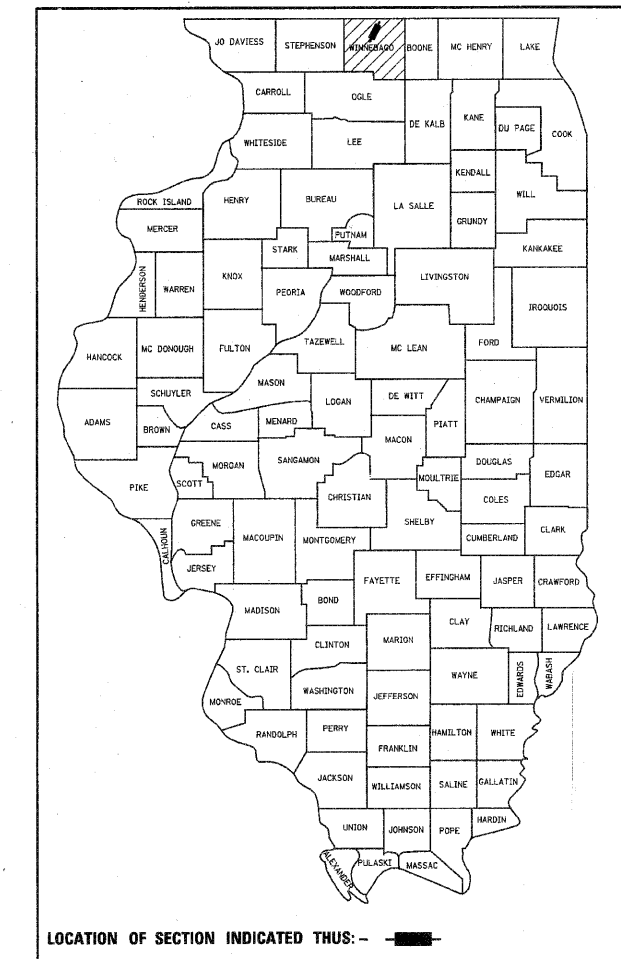 JO DAVIESS
STEPHENSON
WINNEBAGO
BOONE
MC HENRY
LAKE
CARROLL
OGLE
DE KALB
KANE
DU PAGE
COOK
WHITESIDE
LEE
KENDALL
WILL
ROCK ISLAND
HENRY
BUREAU
LA SALLE
GRUNDY
MERCER
PUTNAM
STARK
MARSHALL
KANKAKEE
HENDERSON
WARREN
KNOX
PEORIA
WOODFORD
LIVINGSTON
IROQUOIS
HANCOCK
MC DONOUGH
FULTON
TAZEWELL
MC LEAN
FORD
SCHUYLER
MASON
LOGAN
DE WITT
CHAMPAIGN
VERMILION
ADAMS
BROWN
CASS
MENARD
MACON
PIATT
PIKE
SCOTT
MORGAN
SANGAMON
CHRISTIAN
MOULTRIE
DOUGLAS
EDGAR
COLES
CALHOUN
GREENE
MACOUPIN
MONTGOMERY
SHELBY
CUMBERLAND
CLARK
JERSEY
FAYETTE
EFFINGHAM
JASPER
CRAWFORD
MADISON
BOND
MARION
CLAY
RICHLAND
LAWRENCE
CLINTON
ST. CLAIR
WAYNE
EDWARDS
WABASH
WASHINGTON
JEFFERSON
MONROE
RANDOLPH
PERRY
FRANKLIN
HAMILTON
WHITE
JACKSON
WILLIAMSON
SALINE
GALLATIN
UNION
JOHNSON
POPE
HARDIN
ALEXANDER
PULASKI
MASSAC
LOCATION OF SECTION INDICATED THUS: -